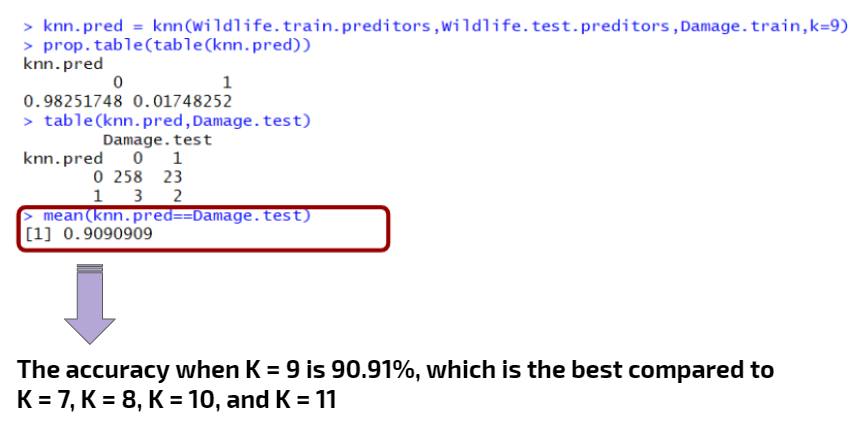 > knn.pred = knn(Wildlife.train.preditors,Wildlife.test.preditors,Damage.train,k=9)
> prop.table(table(knn.pred))
knn.pred
0 1
0.98251748 0.01748252
> table(knn.pred,Damage.test)
Damage.test
knn.pred 0 1
0 258 23
1 3 2
> mean(knn.pred==Damage.test)
[1] 0.9090909
The accuracy when K = 9 is 90.91%, which is the best compared to
K = 7, K = 8, K = 10, and K = 11